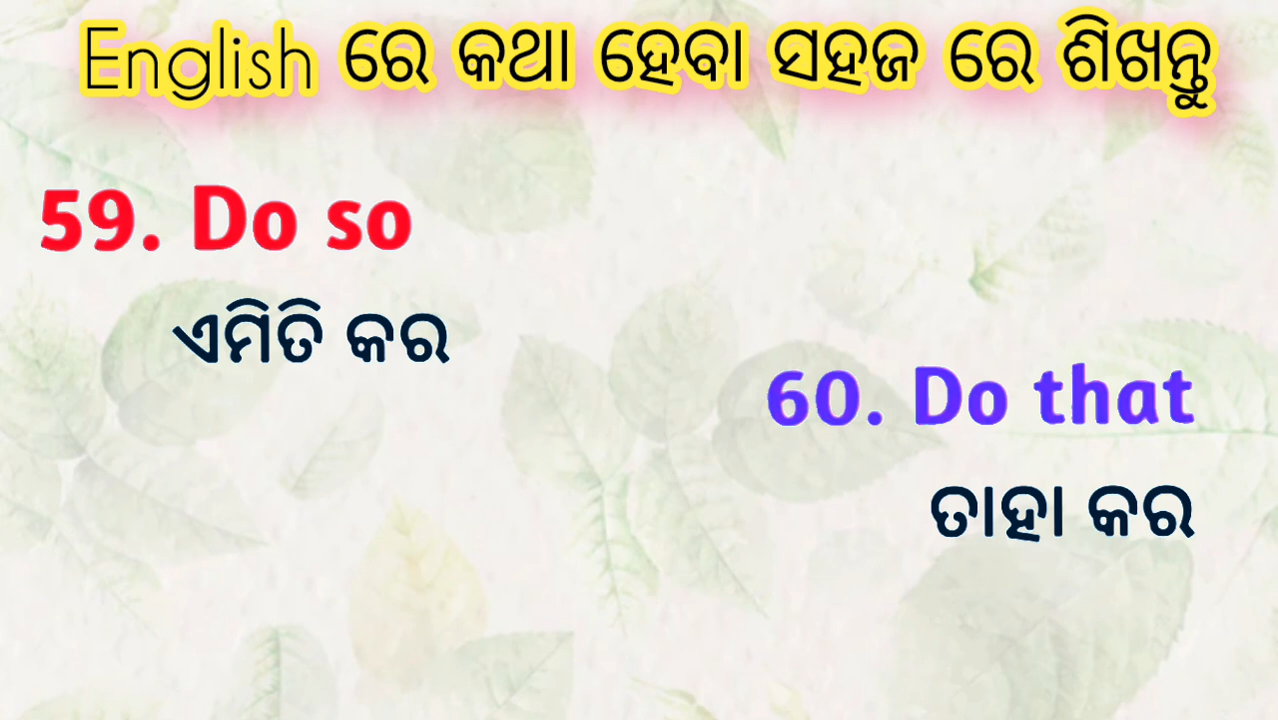 English ରେ କଥା ହେବା ସହଜ ରେ ଶିଖନ୍ତୁ
59. Do so
ଏମିତି କର
60. Do that
ତାହା କର